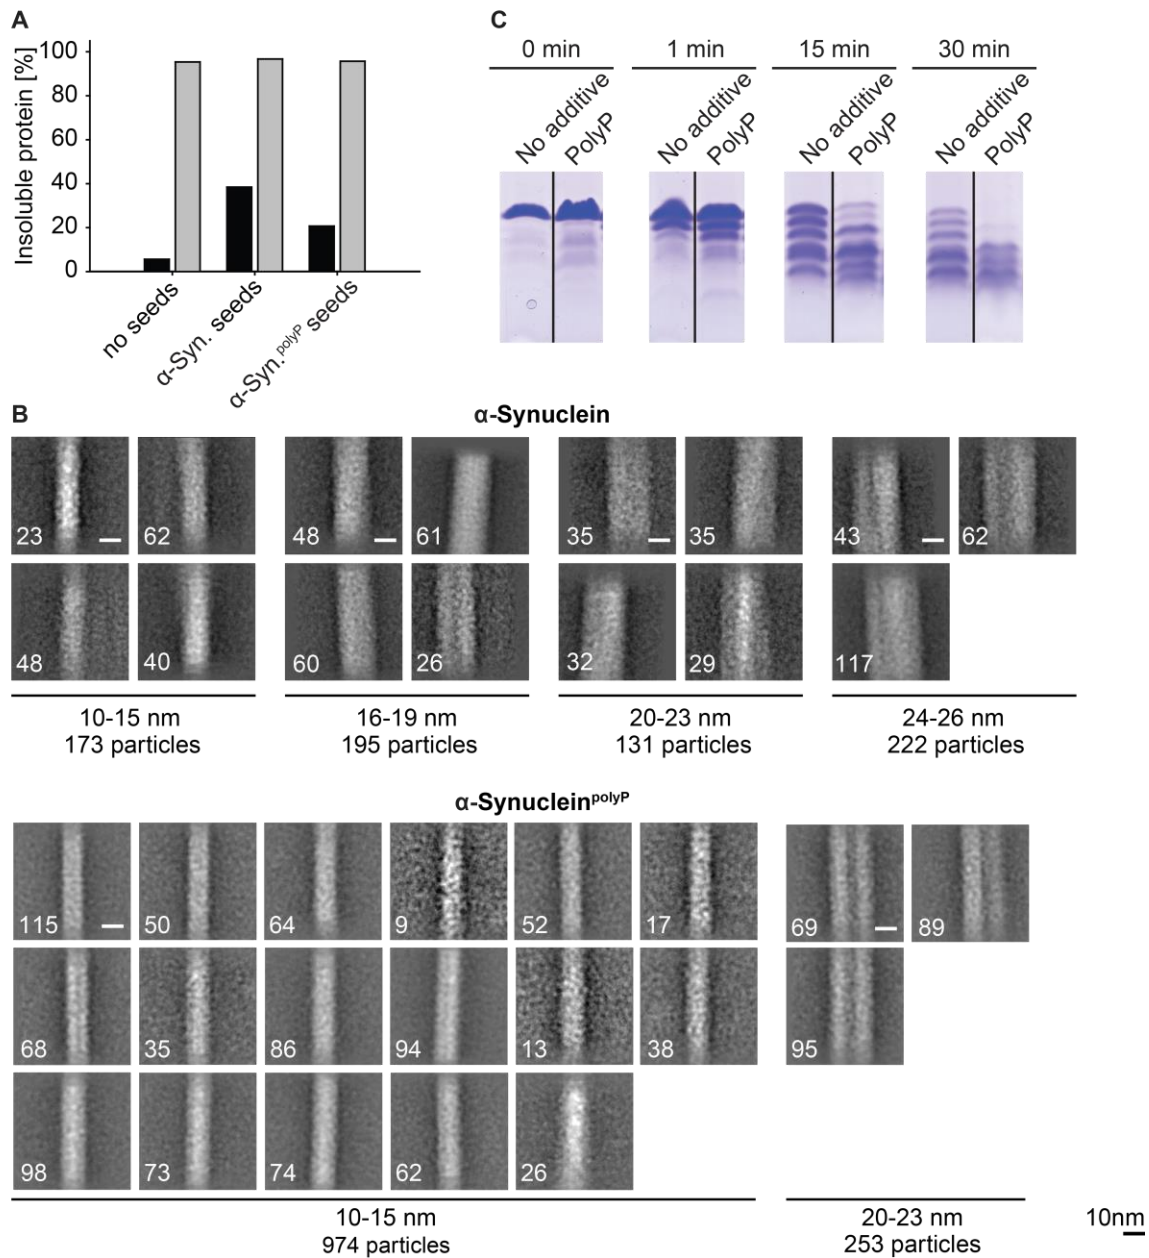 A
Insoluble protein [%]
100
80
60
40
20
0
no seeds
α-Syn. seeds
α-Syn.polyP seeds
C
0 min 1 min 15 min 30 min
No additive PolyP No additive PolyP No additive PolyP No additive PolyP
B
α-Synuclein
23 62 48 61 35 35 43 62
48 40 60 26 32 29 117
10-15 nm 16-19 nm 20-23 nm 24-26 nm
173 particles 195 particles 131 particles 222 particles
α-SynucleinpolyP
115 50 64 9 52 17 69 89
68 35 86 94 13 38 95
98 73 74 62 26
10-15 nm 20-23 nm 10nm
974 particles 253 particles